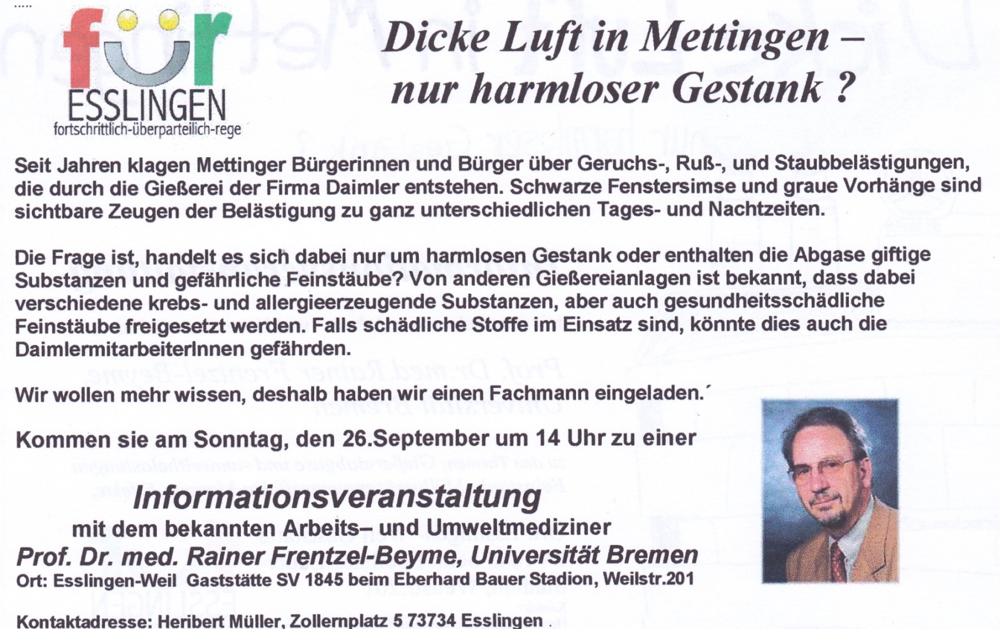 .....
für
ESSLINGEN
fortschrittlich-überparteilich-rege
Dicke Luft in Mettingen –
nur harmloser Gestank ?
Seit Jahren klagen Mettinger Bürgerinnen und Bürger über Geruchs-, Ruß-, und Staubbelästigungen,
die durch die Gießerei der Firma Daimler entstehen. Schwarze Fenstersimse und graue Vorhänge sind
sichtbare Zeugen der Belästigung zu ganz unterschiedlichen Tages- und Nachtzeiten.
Die Frage ist, handelt es sich dabei nur um harmlosen Gestank oder enthalten die Abgase giftige
Substanzen und gefährliche Feinstäube? Von anderen Gießereianlagen ist bekannt, dass dabei
verschiedene krebs- und allergieerzeugende Substanzen, aber auch gesundheitsschädliche
Feinstäube freigesetzt werden. Falls schädliche Stoffe im Einsatz sind, könnte dies auch die
DaimlermitarbeiterInnen gefährden.
Wir wollen mehr wissen, deshalb haben wir einen Fachmann eingeladen.´
Kommen sie am Sonntag, den 26.September um 14 Uhr zu einer
Informationsveranstaltung
mit dem bekannten Arbeits– und Umweltmediziner
Prof. Dr. med. Rainer Frentzel-Beyme, Universität Bremen
Ort: Esslingen-Weil Gaststätte SV 1845 beim Eberhard Bauer Stadion, Weilstr.201
Kontaktadresse: Heribert Müller, Zollernplatz 5 73734 Esslingen .